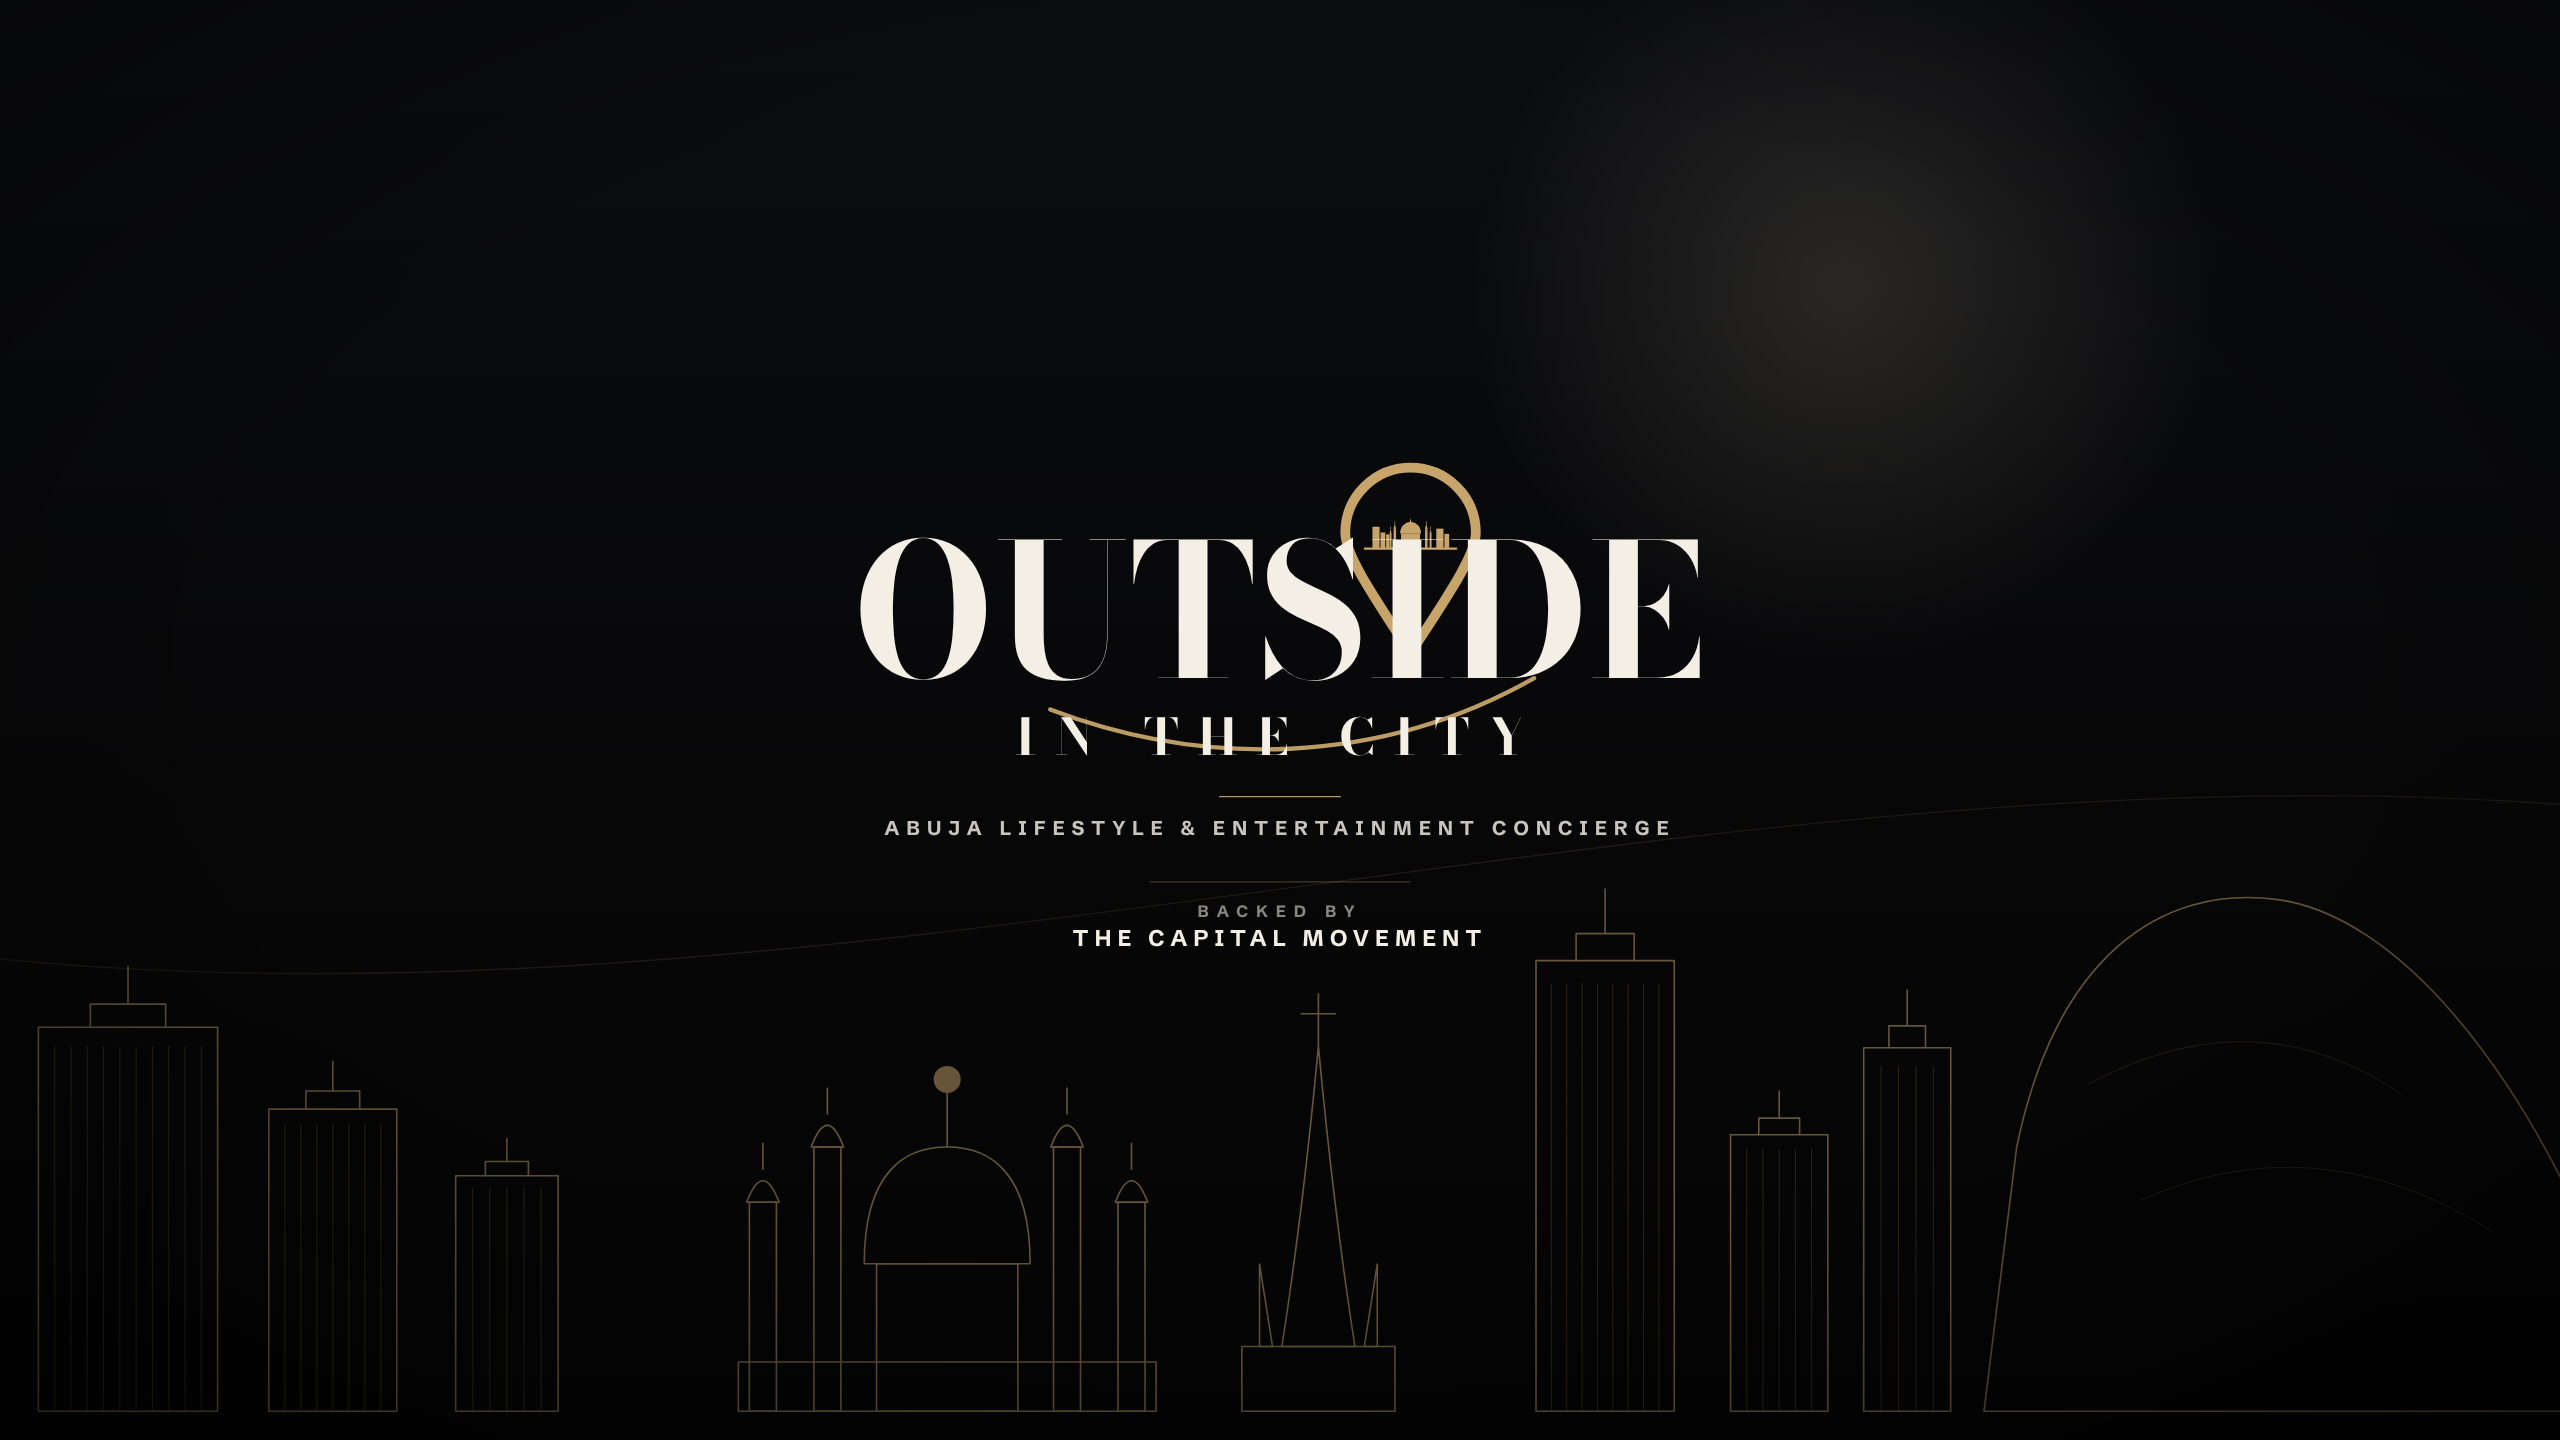 OUTSIDE
IN THE CITY
ABUJA LIFESTYLE & ENTERTAINMENT CONCIERGE
BACKED BY
THE CAPITAL MOVEMENT